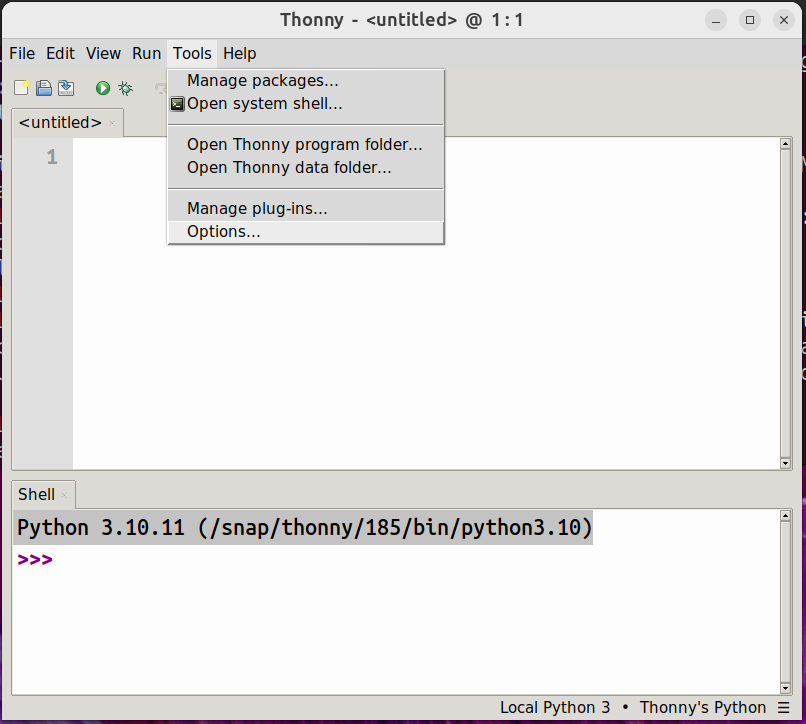 Thonny - <untitled> @ 1:1
File Edit View Run Tools Help
Manage packages...
Open system shell...
<untitled>
Open Thonny program folder...
Open Thonny data folder...
1
Manage plug-ins...
Options...
Shell
Python 3.10.11 (/snap/thonny/185/bin/python3.10)
>>>
Local Python 3 • Thonny's Python ☰